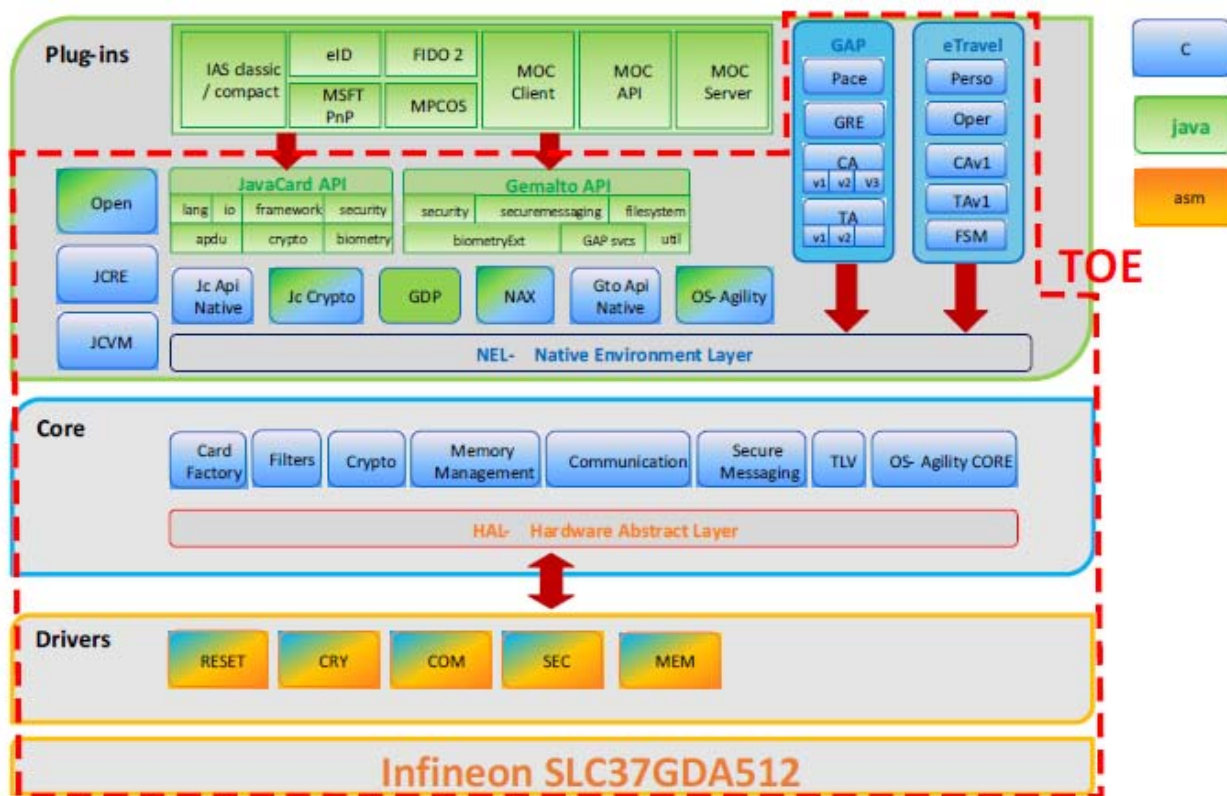 Plug-ins
IAS classic
/ compact
eID
MSFT
PnP
FIDO 2
MPCOS
MOC
Client
MOC
API
MOC
Server
GAP
Pace
GRE
CA
v1 v2 V3
TA
v1 v2
eTravel
Perso
Oper
CAv1
TAv1
FSM
C
java
asm
TOE
Open
JCRE
JCVM
JavaCard API
lang io framework security
apdu crypto biometry
Gemalto API
security securemessaging filesystem
biometryExt GAP svcs util
Jc Api
Native
Jc Crypto
GDP
NAX
Gto Api
Native
OS- Agility
NEL- Native Environment Layer
Core
Card
Factory
Filters
Crypto
Memory
Management
Communication
Secure
Messaging
TLV
OS- Agility CORE
HAL- Hardware Abstract Layer
Drivers
RESET
CRY
COM
SEC
MEM
Infineon SLC37GDA512